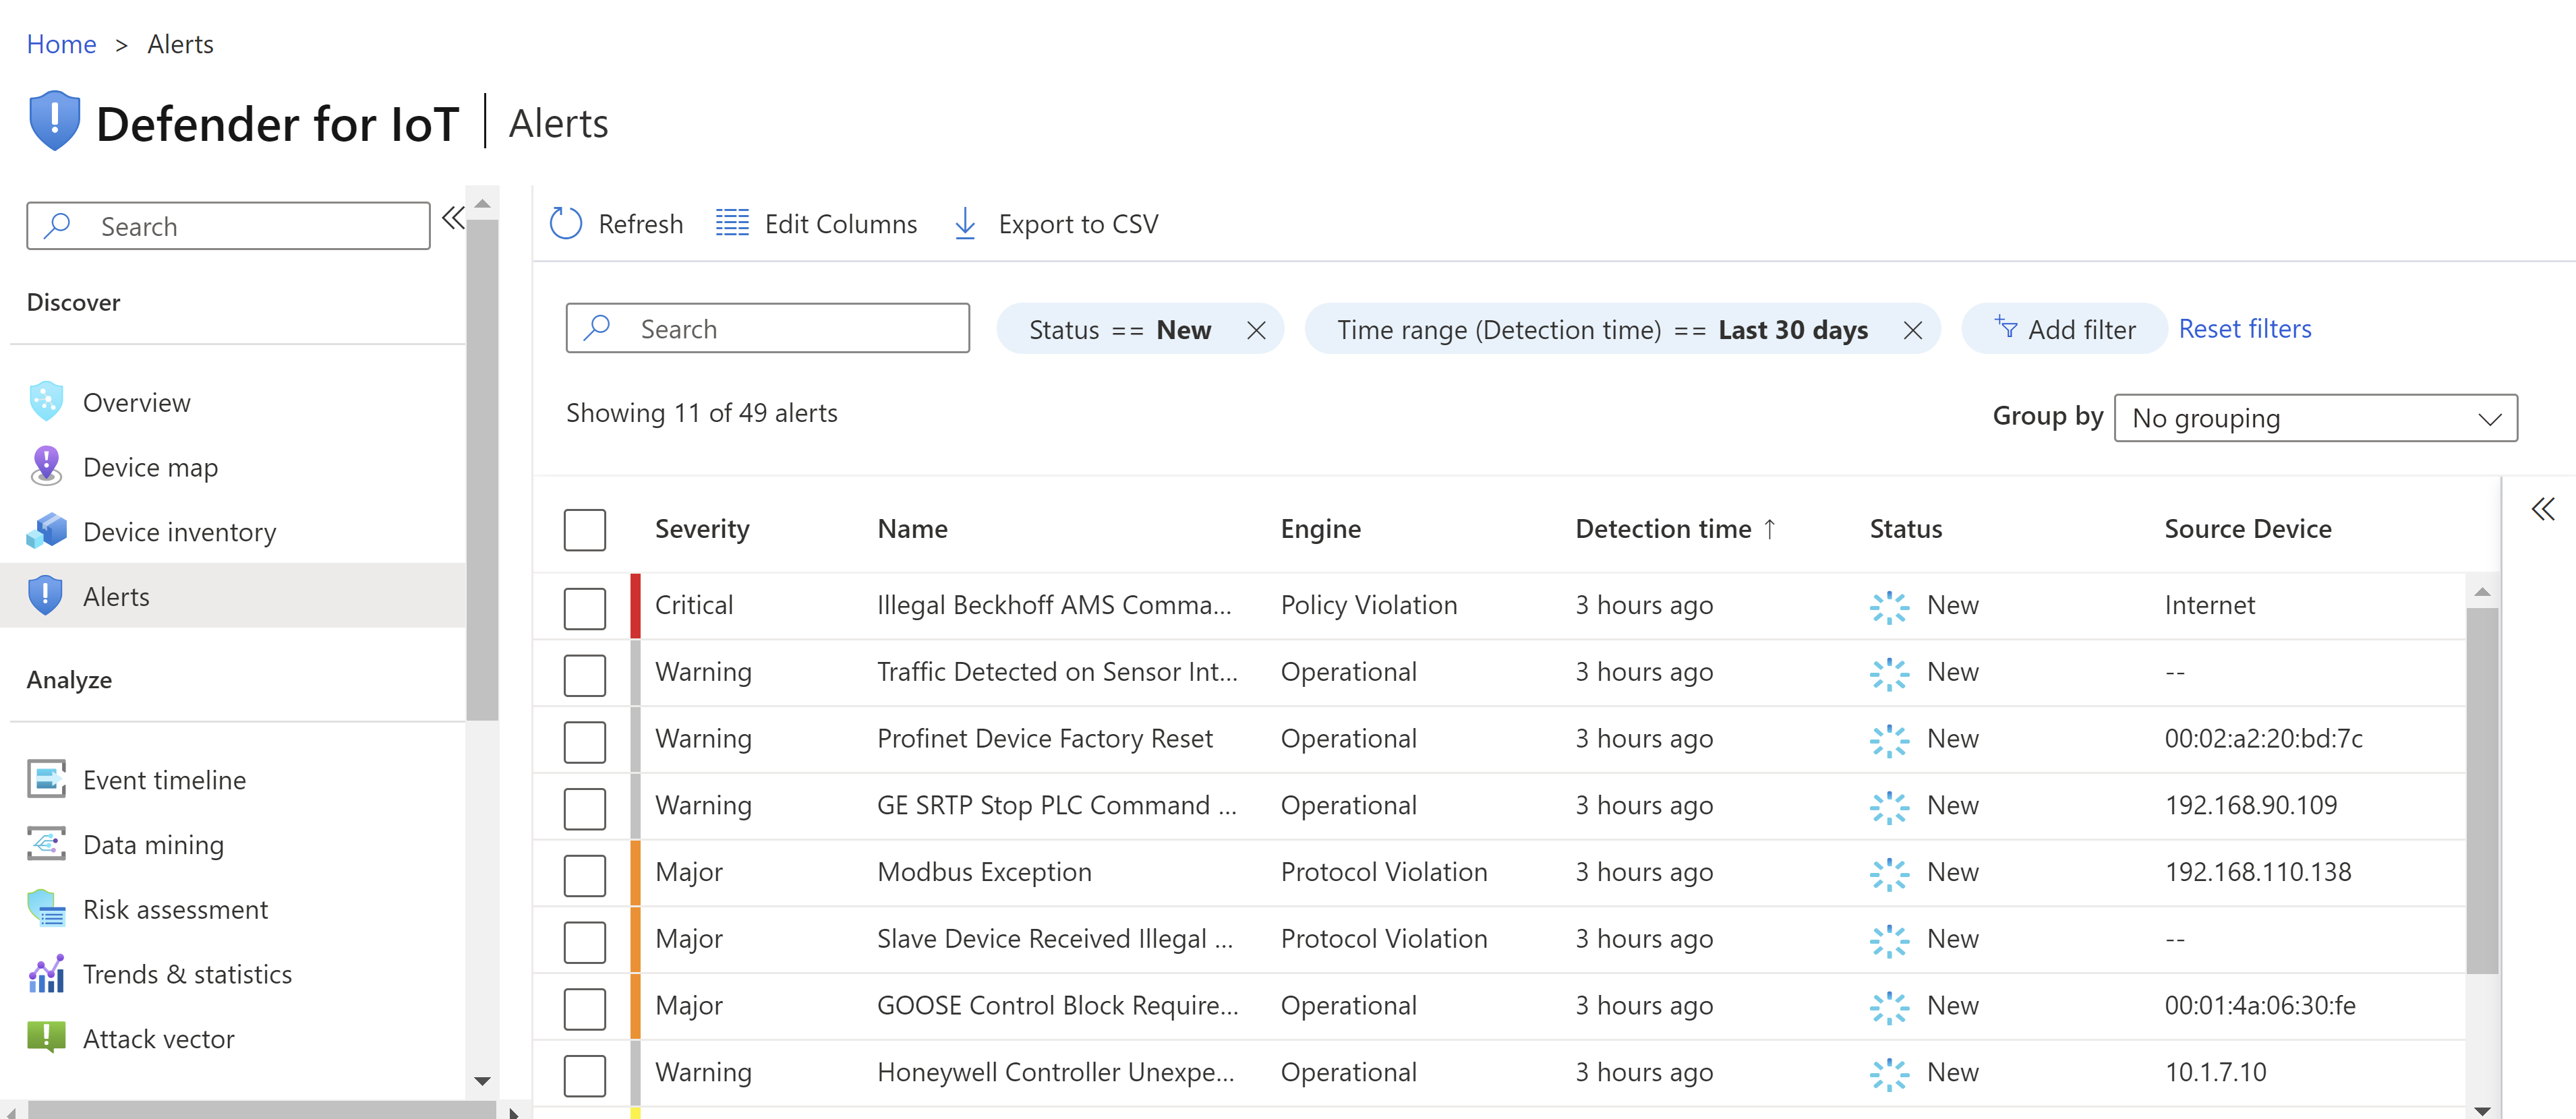 Home > Alerts
Defender for IoT | Alerts
Search
Discover
Overview
Device map
Device inventory
Alerts
Analyze
Event timeline
Data mining
Risk assessment
Trends & statistics
Attack vector
Refresh Edit Columns Export to CSV
Search Status == New Time range (Detection time) == Last 30 days Add filter Reset filters
Showing 11 of 49 alerts Group by No grouping
Severity Name Engine Detection time ↑ Status Source Device
Critical Illegal Beckhoff AMS Comma... Policy Violation 3 hours ago New Internet
Warning Traffic Detected on Sensor Int... Operational 3 hours ago New --
Warning Profinet Device Factory Reset Operational 3 hours ago New 00:02:a2:20:bd:7c
Warning GE SRTP Stop PLC Command ... Operational 3 hours ago New 192.168.90.109
Major Modbus Exception Protocol Violation 3 hours ago New 192.168.110.138
Major Slave Device Received Illegal ... Protocol Violation 3 hours ago New --
Major GOOSE Control Block Require... Operational 3 hours ago New 00:01:4a:06:30:fe
Warning Honeywell Controller Unexpe... Operational 3 hours ago New 10.1.7.10